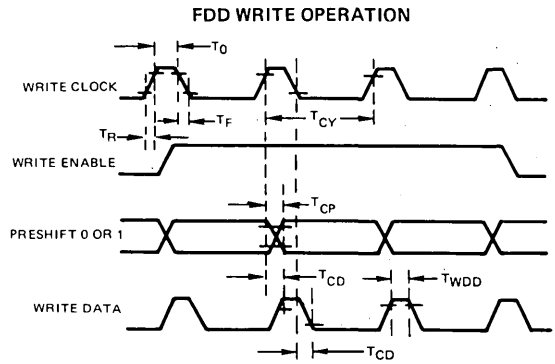 FDD WRITE OPERATION
T0
WRITE CLOCK
TR
TF
TCY
WRITE ENABLE
TCP
PRESHIFT 0 OR 1
TCD
TWDD
WRITE DATA
TCD